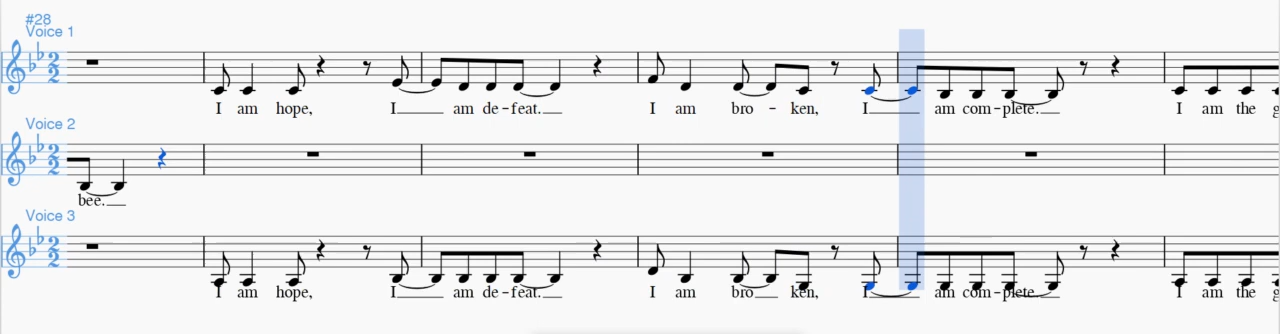 #28
Voice 1
I am hope, I am de-feat. I am bro-ken, I am com-plete. I am the g
Voice 2
bee.
Voice 3
I am hope, I am de-feat. I am bro ken, I am com-plete. I am the g